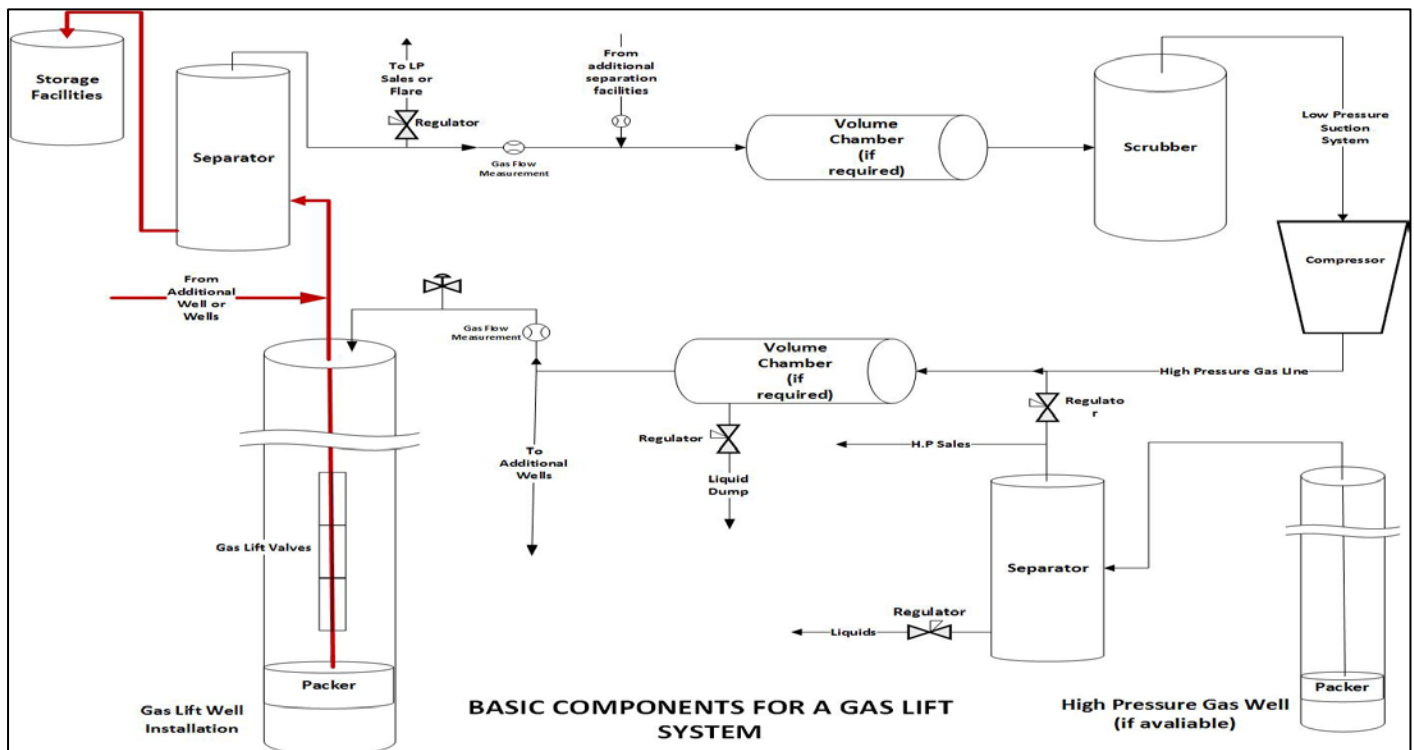 Storage
Facilities
Separator
To LP
Sales or
Flare
Regulator
Gas Flow
Measurement
From
additional
separation
facilities
Volume
Chamber
(if
required)
Scrubber
Low Pressure
Suction
System
Compressor
From
Additional
Well or
Wells
Gas Flow
Measurement
Volume
Chamber
(if
required)
High Pressure Gas Line
Regulato
r
Regulator
H.P Sales
To
Additional
Wells
Liquid
Dump
Gas Lift Valves
Separator
Regulator
Liquids
Packer
Packer
Gas Lift Well
Installation
BASIC COMPONENTS FOR A GAS LIFT
SYSTEM
High Pressure Gas Well
(if avaliable)